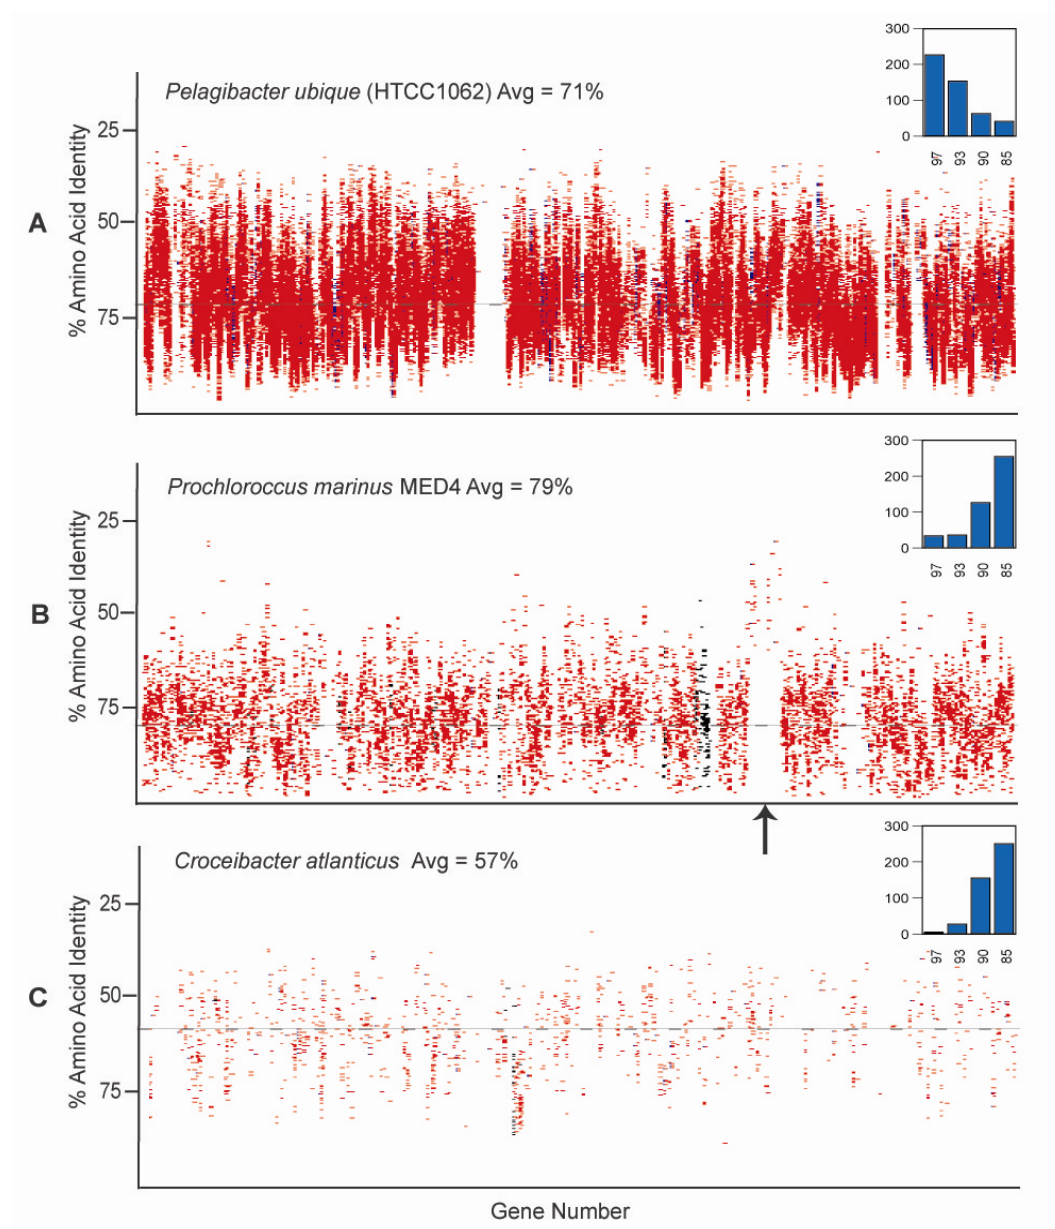 300
200
100
0
97 93 90 85
Pelagibacter ubique (HTCC1062) Avg = 71%
A
% Amino Acid Identity
25
50
75
300
200
100
0
97 93 90 85
Prochloroccus marinus MED4 Avg = 79%
B
% Amino Acid Identity
25
50
75
300
200
100
0
97 93 90 85
Croceibacter atlanticus Avg = 57%
C
% Amino Acid Identity
25
50
75
Gene Number